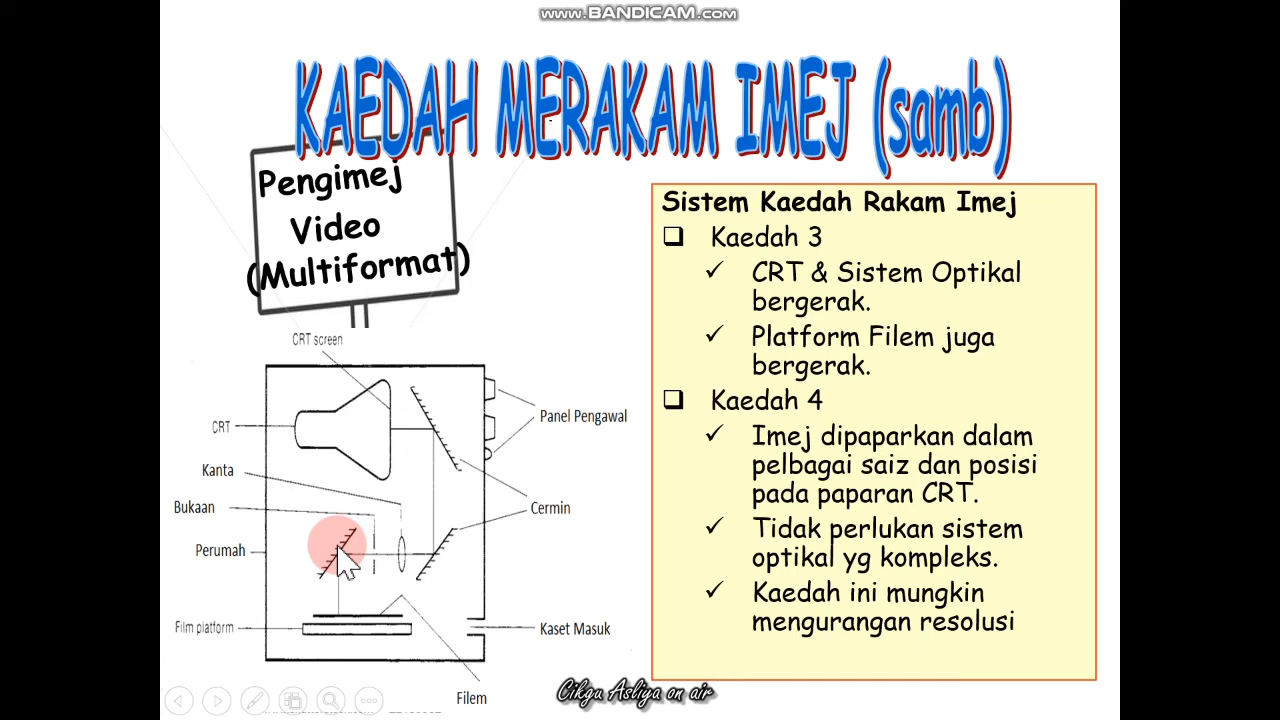 www.BANDICAM.com
KAEDAH MERAKAM IMEJ (samb)
Pengimej
Video
(Multiformat)
CRT screen
CRT
Kanta
Bukaan
Perumah
Film platform
Panel Pengawal
Cermin
Kaset Masuk
Filem
Sistem Kaedah Rakam Imej
Kaedah 3
CRT & Sistem Optikal
bergerak.
Platform Filem juga
bergerak.
Kaedah 4
Imej dipaparkan dalam
pelbagai saiz dan posisi
pada paparan CRT.
Tidak perlukan sistem
optikal yg kompleks.
Kaedah ini mungkin
mengurangan resolusi
Cikgu Asliya on air